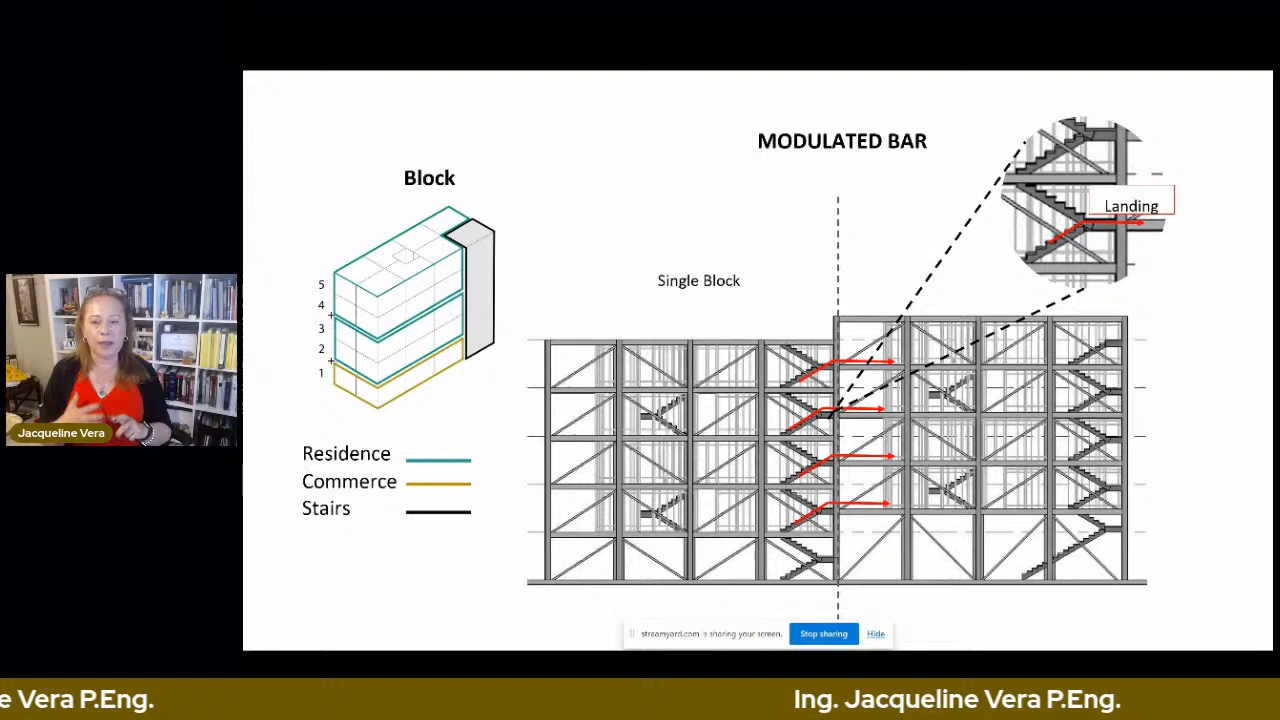 MODULATED BAR
Block
Landing
Single Block
5
4
3
2
1
Residence
Commerce
Stairs
Jacqueline Vera
streamyard.com is sharing your screen.
Stop sharing
Hide
e Vera P.Eng.
Ing. Jacqueline Vera P.Eng.